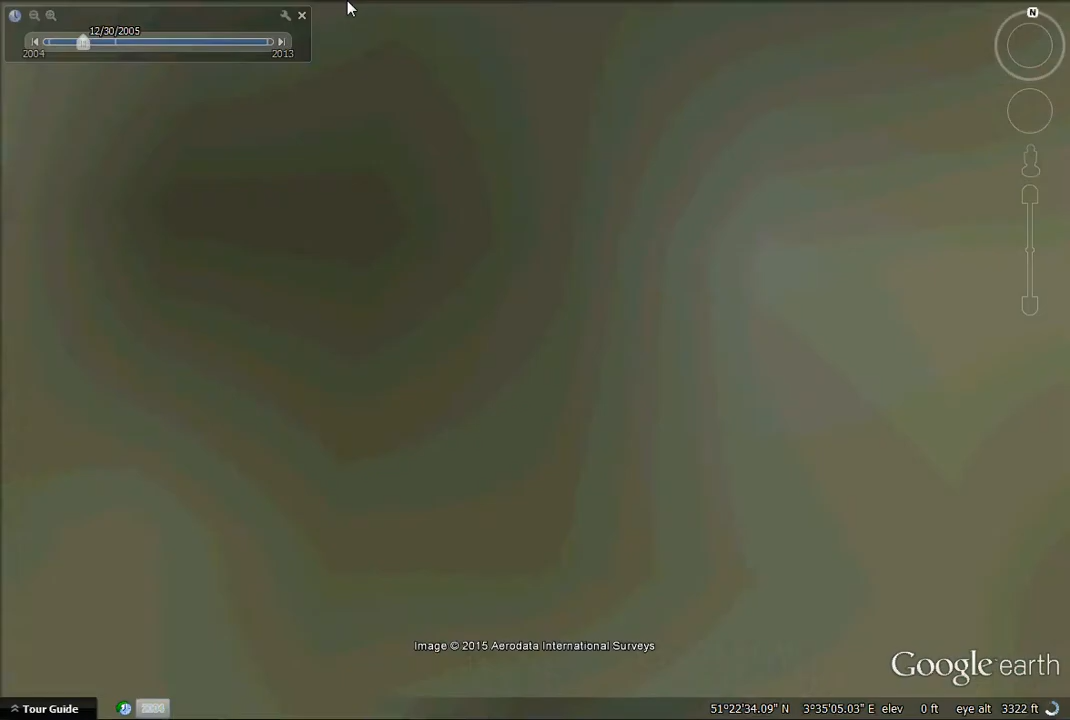 12/30/2005
2004
2013
N
Image © 2015 Aerodata International Surveys
Google earth
Tour Guide
2004
51°22'34.09" N
3°35'05.03" E
elev
0 ft
eye alt
3322 ft